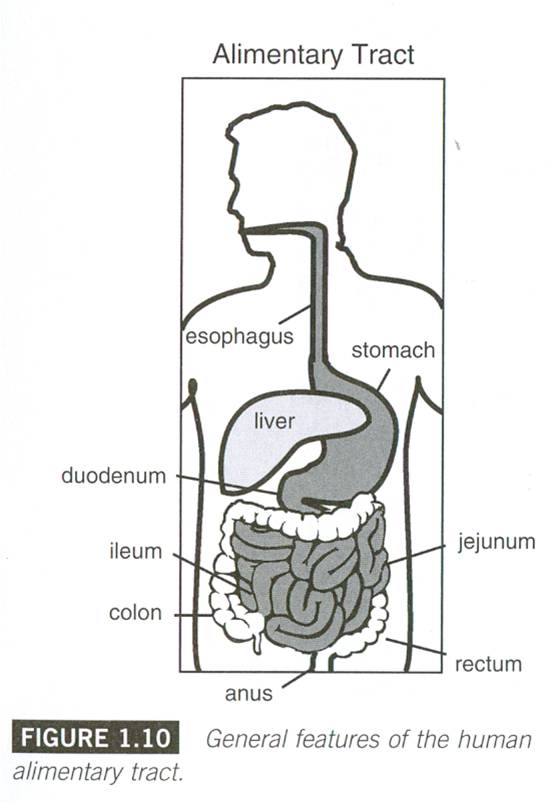 Alimentary Tract
esophagus
stomach
liver
duodenum
ileum
jejunum
colon
rectum
anus
FIGURE 1.10 General features of the human
alimentary tract.